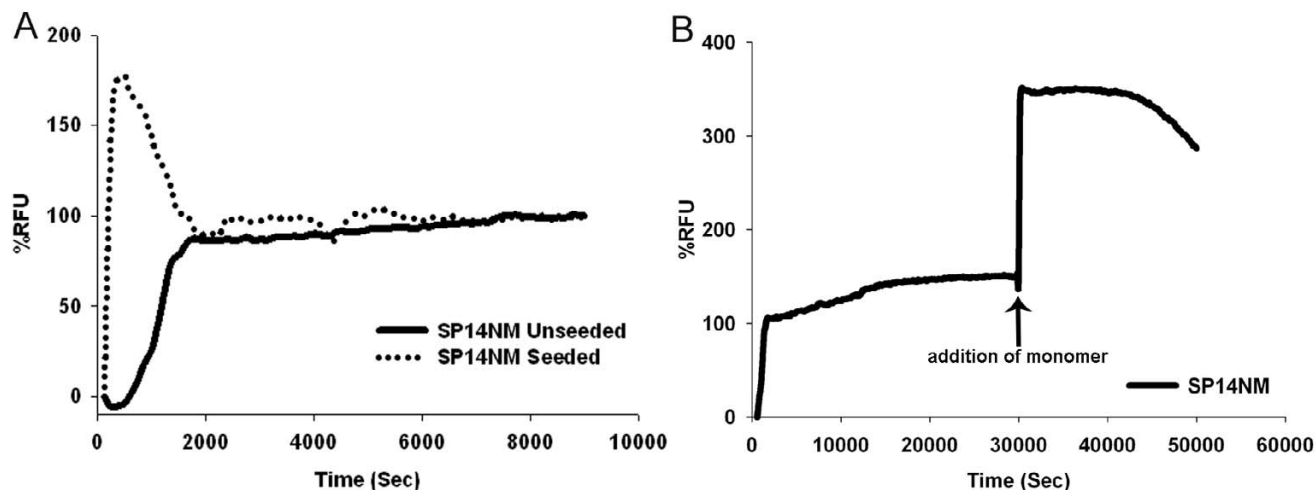 A
200
150
100
50
0
%RFU
SP14NM Unseeded
SP14NM Seeded
0 2000 4000 6000 8000 10000
Time (Sec)
B
400
300
200
100
0
%RFU
addition of monomer
SP14NM
0 10000 20000 30000 40000 50000 60000
Time (Sec)